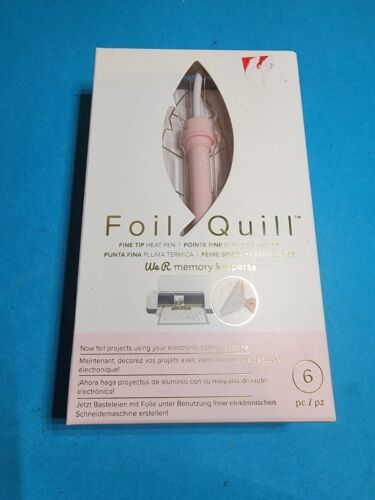 Foil Quill™
FINE TIP HEAT PEN | POINTE FINE
PUNTA FINA PLUMA TERMICA | FEINE
We R memory keepers
Now foil projects using your electronic cutting machine!
Maintenant, décorez vos projets avec votre
électronique!
¡Ahora haga proyectos de aluminio con su maquina de corte
electrónico!
Jetzt Basteleien mit Folie unter Benutzung Ihrer elektronischen
Schneidemaschine erstellen!
6
pc / pz